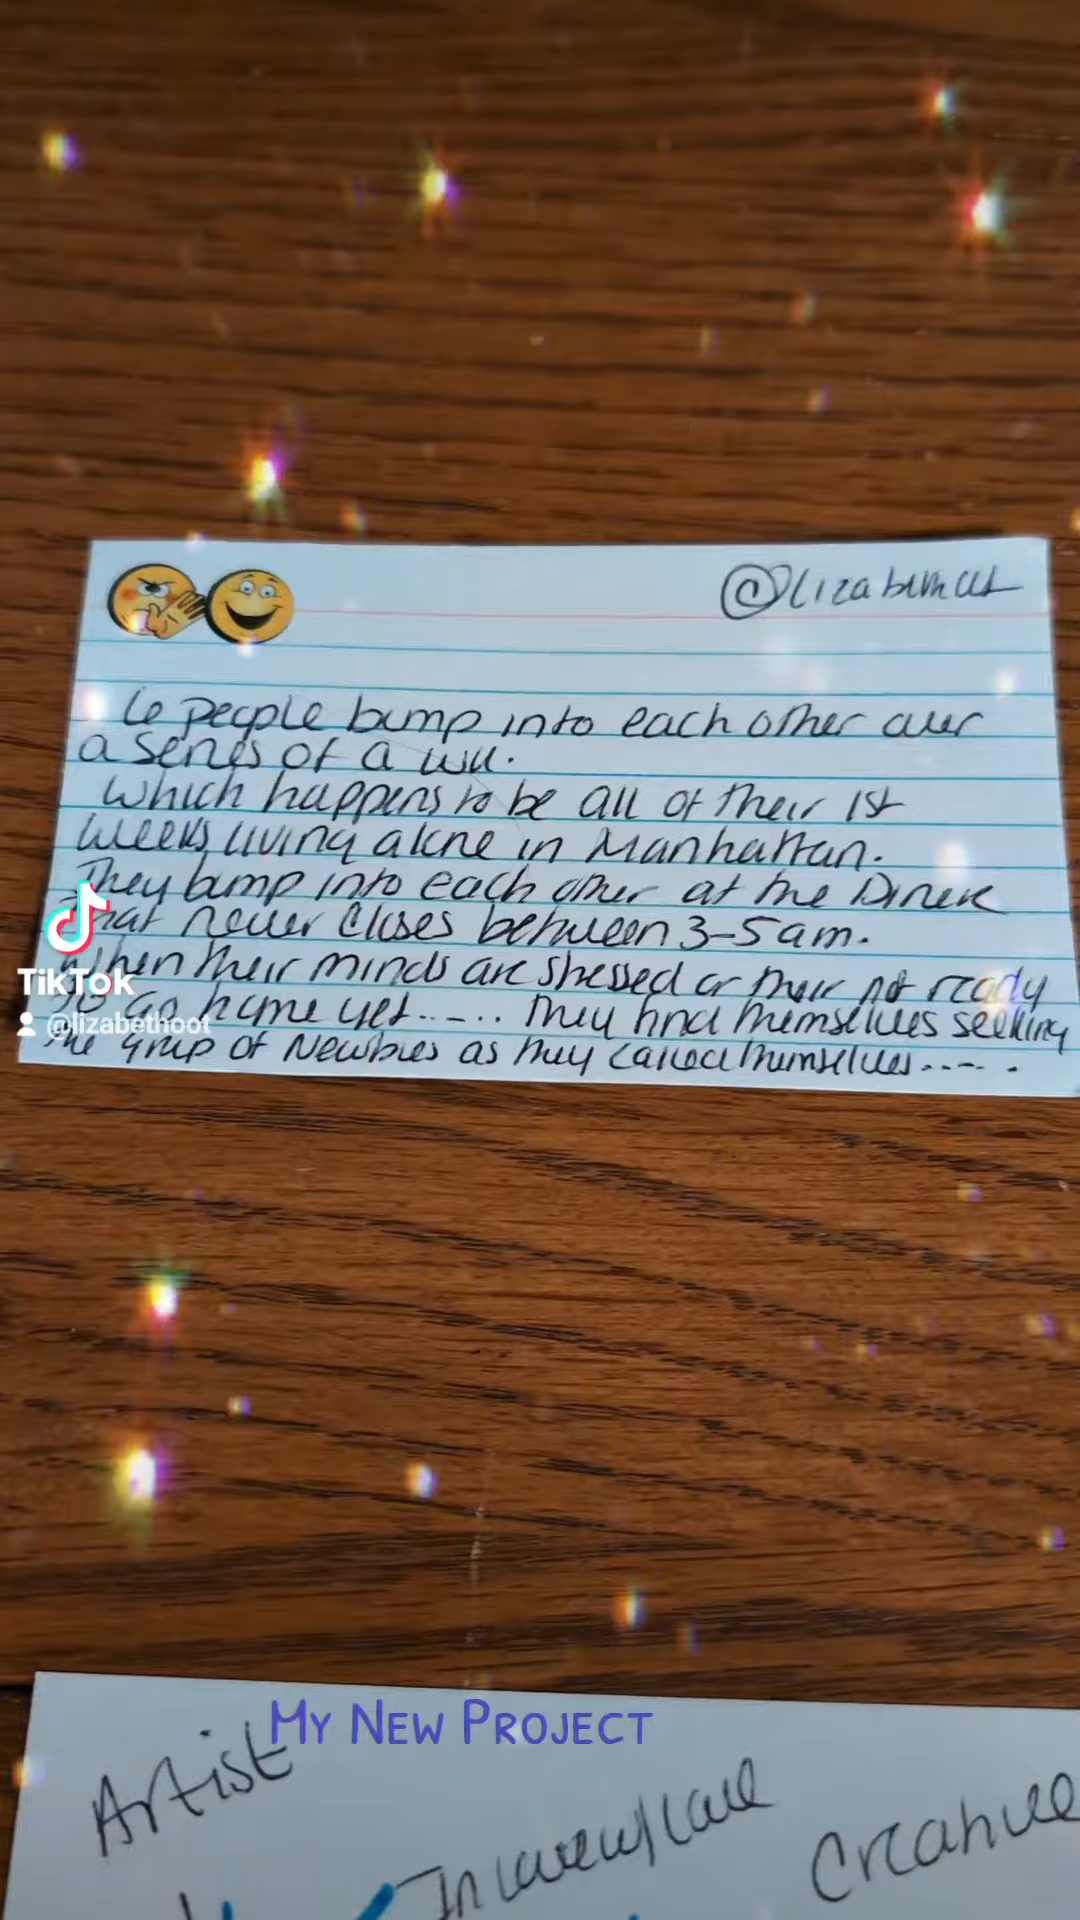 @lizabethoot
6 people bump into each other over
a series of a wk.
Which happens to be all of their 1st
weeks living alone in Manhattan.
They bump into each other at the Diner
that never closes between 3-5am.
When their minds are stressed or their not ready
to go home yet...... They find themselves seeking
the group of Newbies as they called themselves.....
TikTok
@lizabethoot
My New Project
Artist
Creative